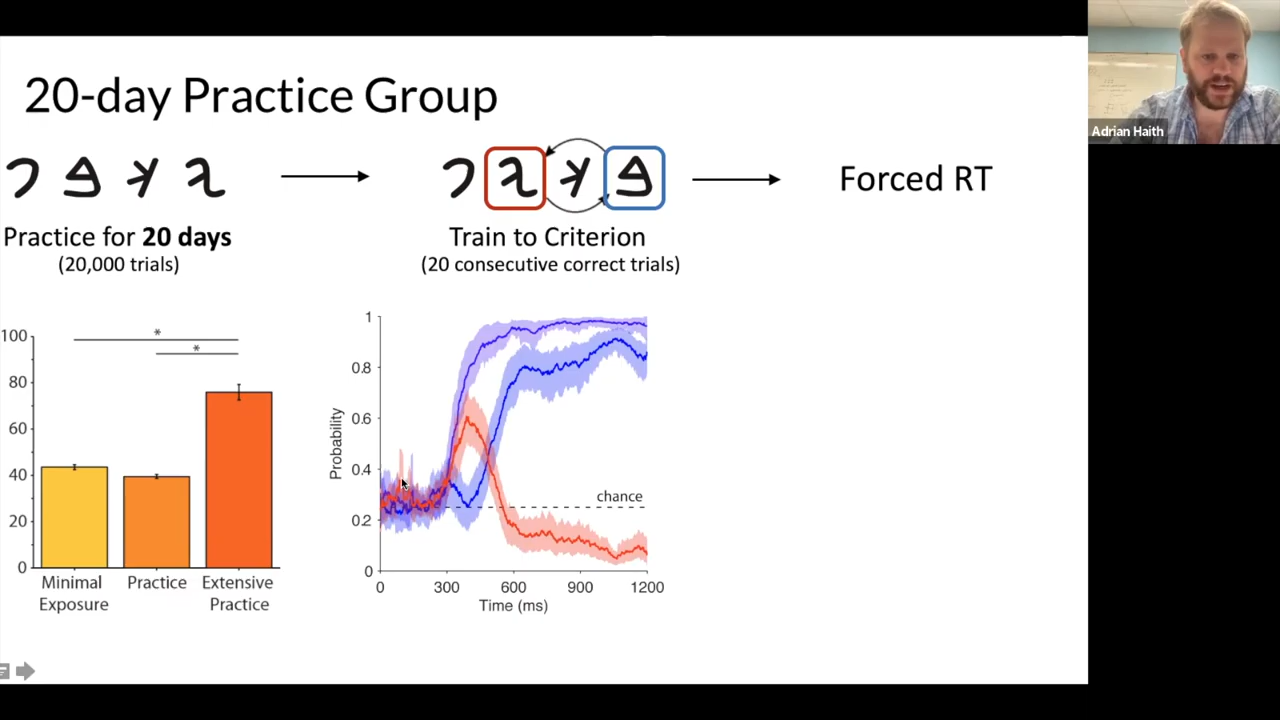 20-day Practice Group
Adrian Haith
Forced RT
Practice for 20 days
(20,000 trials)
Train to Criterion
(20 consecutive correct trials)
100
80
60
40
20
0
*
*
Minimal
Exposure
Practice
Extensive
Practice
Probability
1
0.8
0.6
0.4
0.2
0
chance
0
300
600
900
1200
Time (ms)